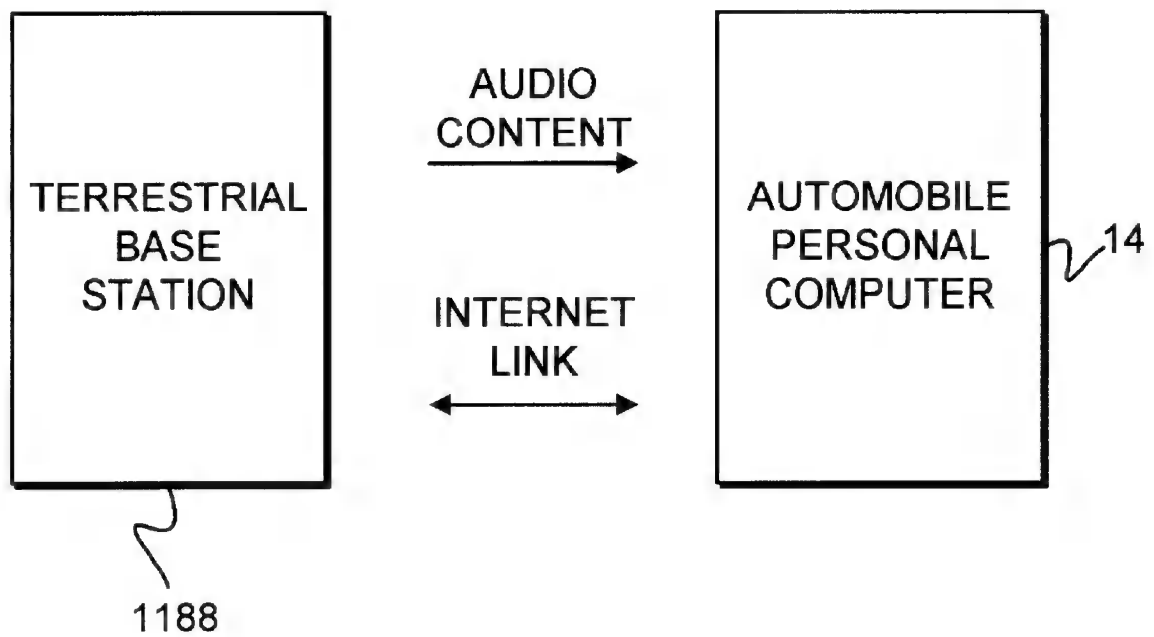 TERRESTRIAL
BASE
STATION
1188
AUDIO
CONTENT
INTERNET
LINK
AUTOMOBILE
PERSONAL
COMPUTER
14